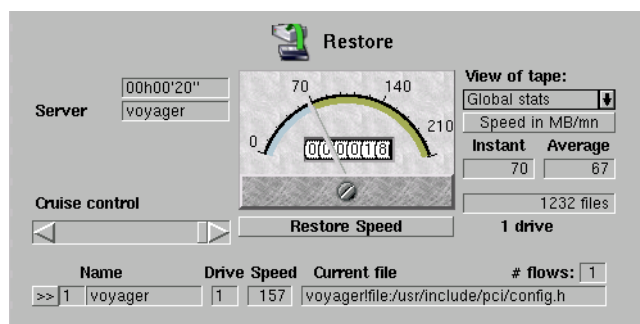 Restore
00h00'20"
Server voyager
70 140
0 210
000018
View of tape:
Global stats
Speed in MB/mn
Instant Average
70 67
1232 files
Cruise control
Restore Speed
1 drive
Name Drive Speed Current file # flows: 1
>> 1 voyager 1 157 voyager!file:/usr/include/pci/config.h